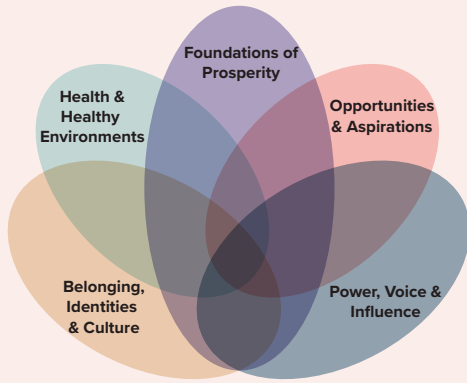 Foundations of
Prosperity
Health &
Healthy
Environments
Opportunities
& Aspirations
Belonging,
Identities
& Culture
Power, Voice &
Influence